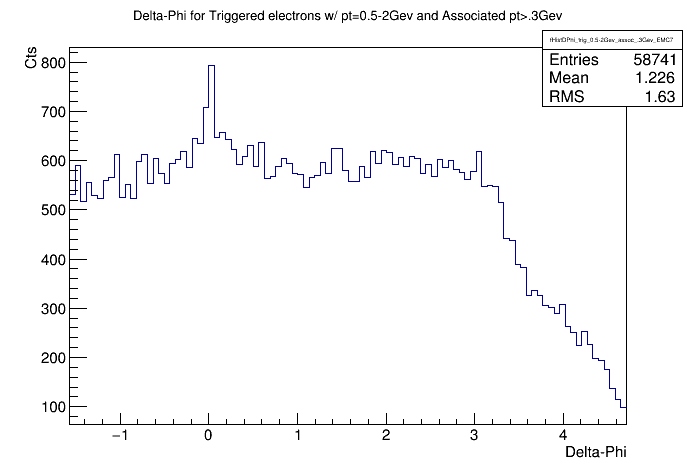 Delta-Phi for Triggered electrons w/ pt=0.5-2Gev and Associated pt>.3Gev
fHistDPhi_trig_0.5-2Gev_assoc_.3Gev_EMC7
Entries 58741
Mean 1.226
RMS 1.63
Cts
800
700
600
500
400
300
200
100
−1 0 1 2 3 4
Delta-Phi